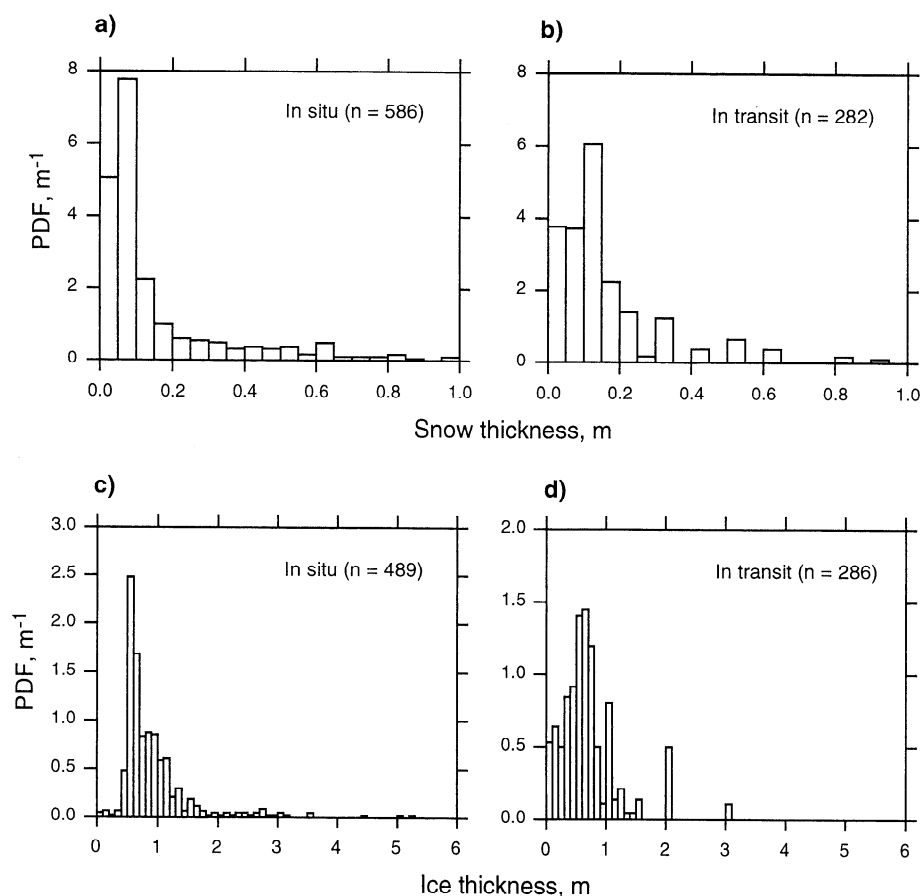 a)
b)
8
6
4
2
0
PDF, m-1
In situ (n = 586)
0.0 0.2 0.4 0.6 0.8 1.0
8
6
4
2
0
In transit (n = 282)
0.0 0.2 0.4 0.6 0.8 1.0
Snow thickness, m
c)
d)
3.0
2.5
2.0
1.5
1.0
0.5
0.0
PDF, m-1
In situ (n = 489)
0 1 2 3 4 5 6
2.0
1.5
1.0
0.5
0.0
In transit (n = 286)
0 1 2 3 4 5 6
Ice thickness, m